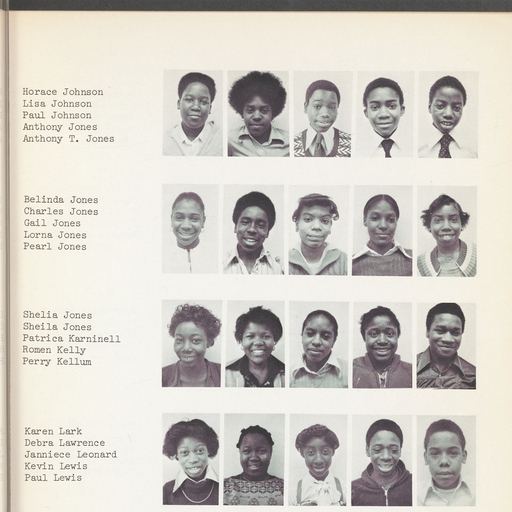 Horace Johnson
Lisa Johnson
Paul Johnson
Anthony Jones
Anthony T. Jones
Belinda Jones
Charles Jones
Gail Jones
Lorna Jones
Pearl Jones
Shelia Jones
Sheila Jones
Patrica Karninell
Romen Kelly
Perry Kellum
Karen Lark
Debra Lawrence
Janniece Leonard
Kevin Lewis
Paul Lewis